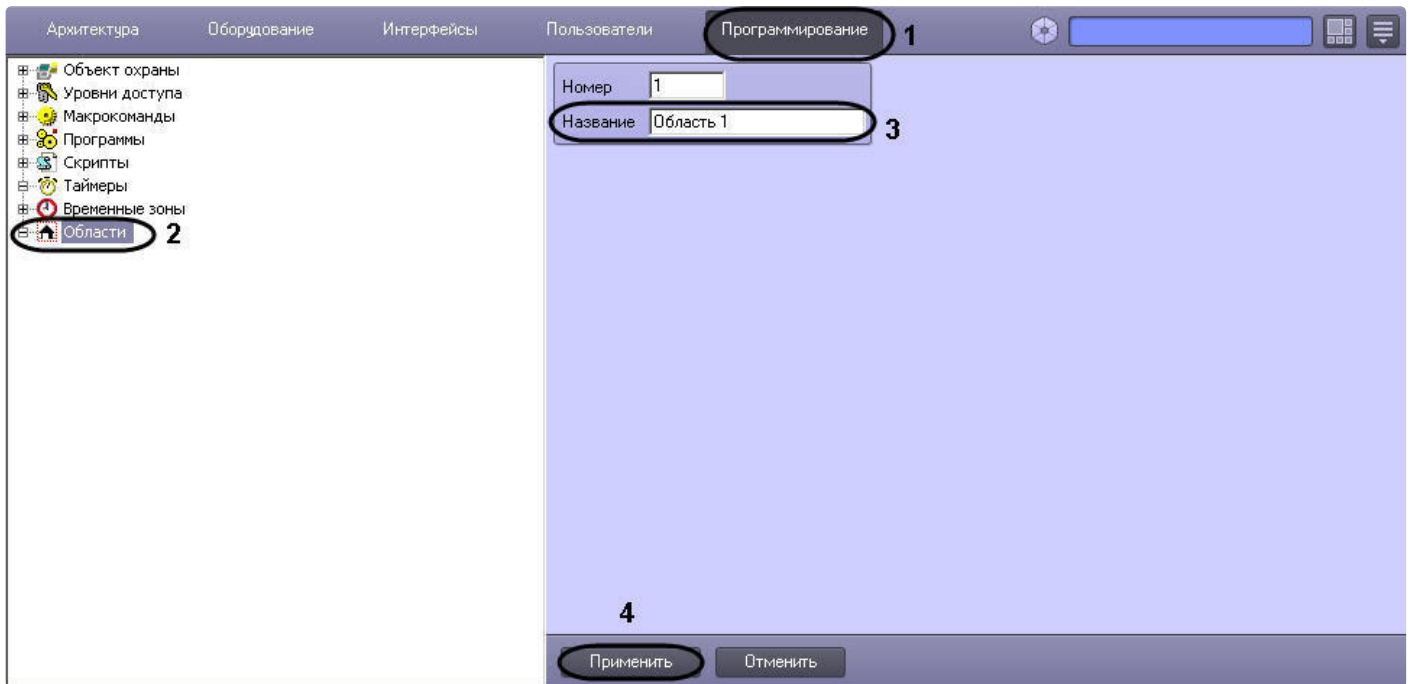 Архитектура Оборудование Интерфейсы Пользователи Программирование 1
Объект охраны
Уровни доступа
Макрокоманды
Программы
Скрипты
Таймеры
Временные зоны
Области 2
Номер 1
Название Область 1 3
4
Применить Отменить